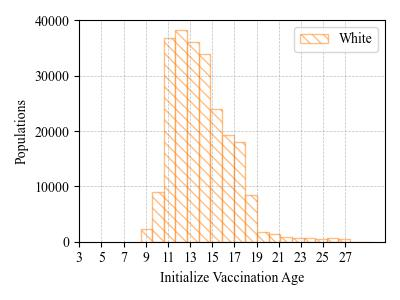 40000
30000
20000
10000
0
Populations
White
3 5 7 9 11 13 15 17 19 21 23 25 27
Initialize Vaccination Age